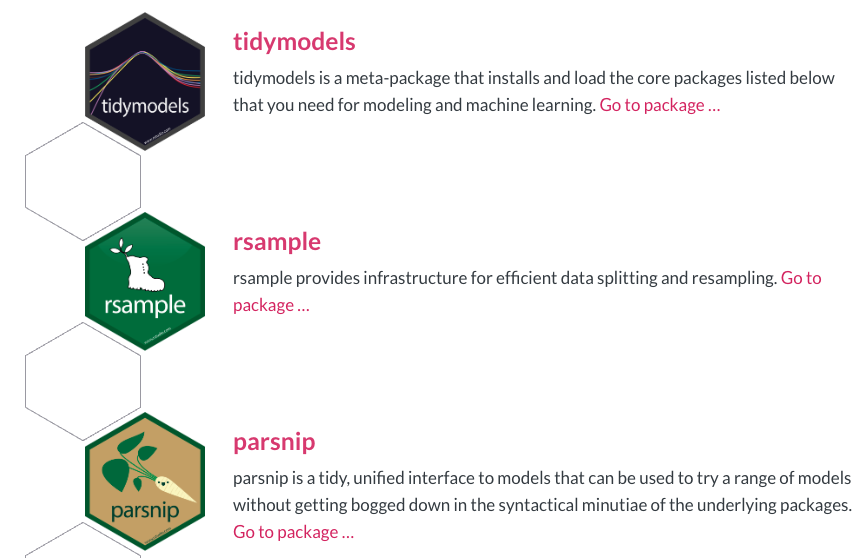 tidymodels
tidymodels is a meta-package that installs and load the core packages listed below
that you need for modeling and machine learning. Go to package ...
tidymodels
rsample
rsample provides infrastructure for efficient data splitting and resampling. Go to
package ...
rsample
parsnip
parsnip is a tidy, unified interface to models that can be used to try a range of models
without getting bogged down in the syntactical minutiae of the underlying packages.
Go to package ...
parsnip